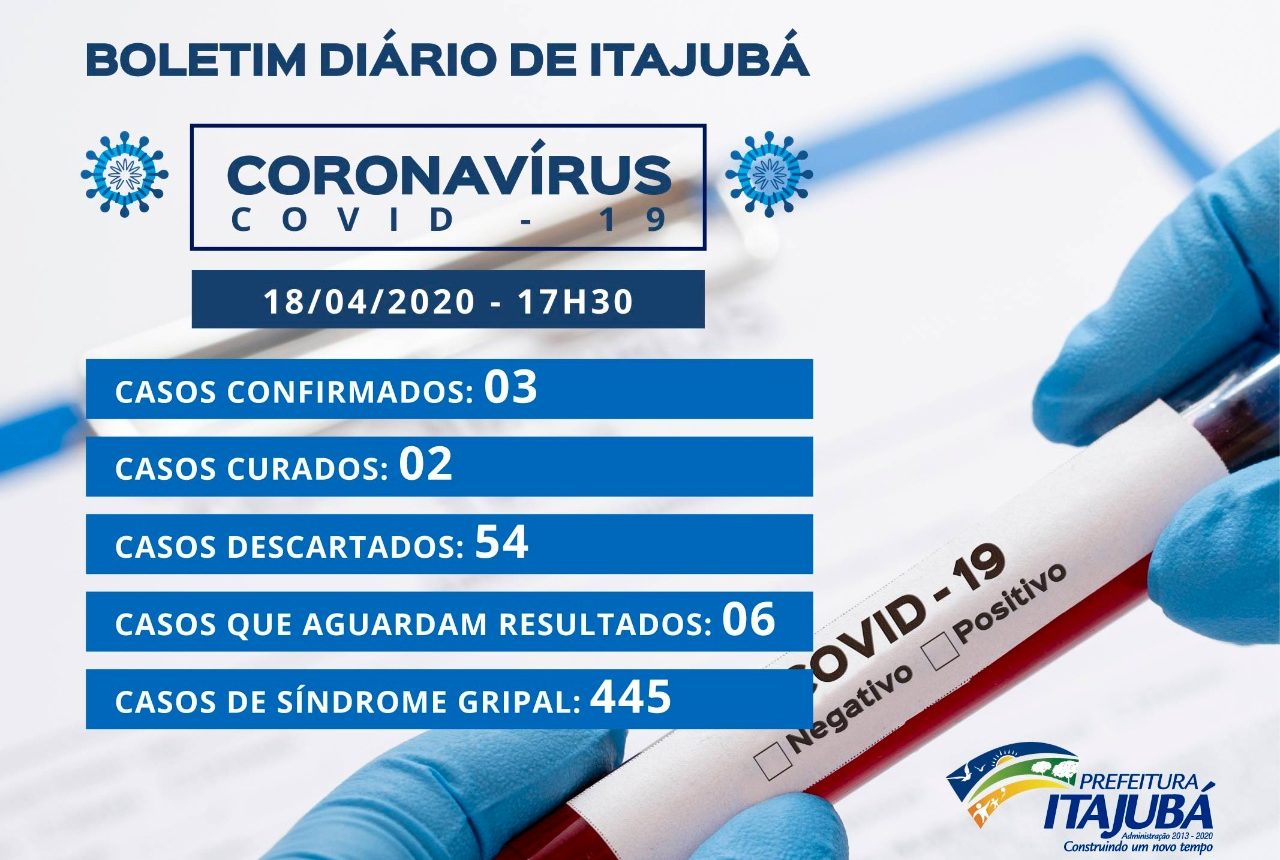 BOLETIM DIÁRIO DE ITAJUBÁ
CORONAVÍRUS
COVID - 19
18/04/2020 - 17H30
CASOS CONFIRMADOS: 03
CASOS CURADOS: 02
CASOS DESCARTADOS: 54
CASOS QUE AGUARDAM RESULTADOS: 06
CASOS DE SÍNDROME GRIPAL: 445
COVID - 19
Negativo Positivo
PREFEITURA
ITAJUBÁ
Administração 2013 - 2020
Construindo um novo tempo